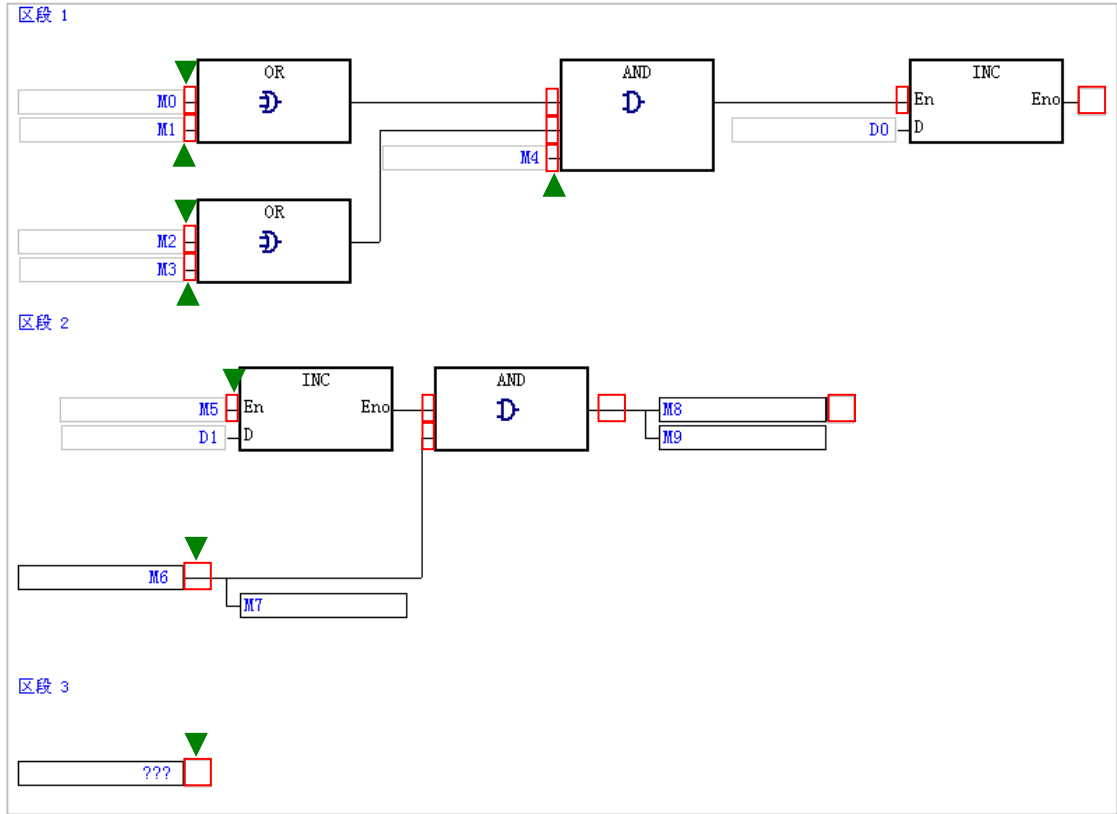 区段 1
OR
M0
M1
AND
M4
INC
En
Eno
D0
D
OR
M2
M3
区段 2
INC
M5
En
Eno
D1
D
AND
M8
M9
M6
M7
区段 3
???